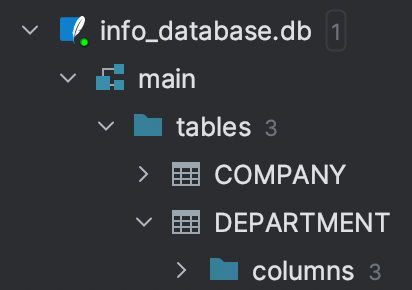 info_database.db 1
main
tables 3
COMPANY
DEPARTMENT
columns 3